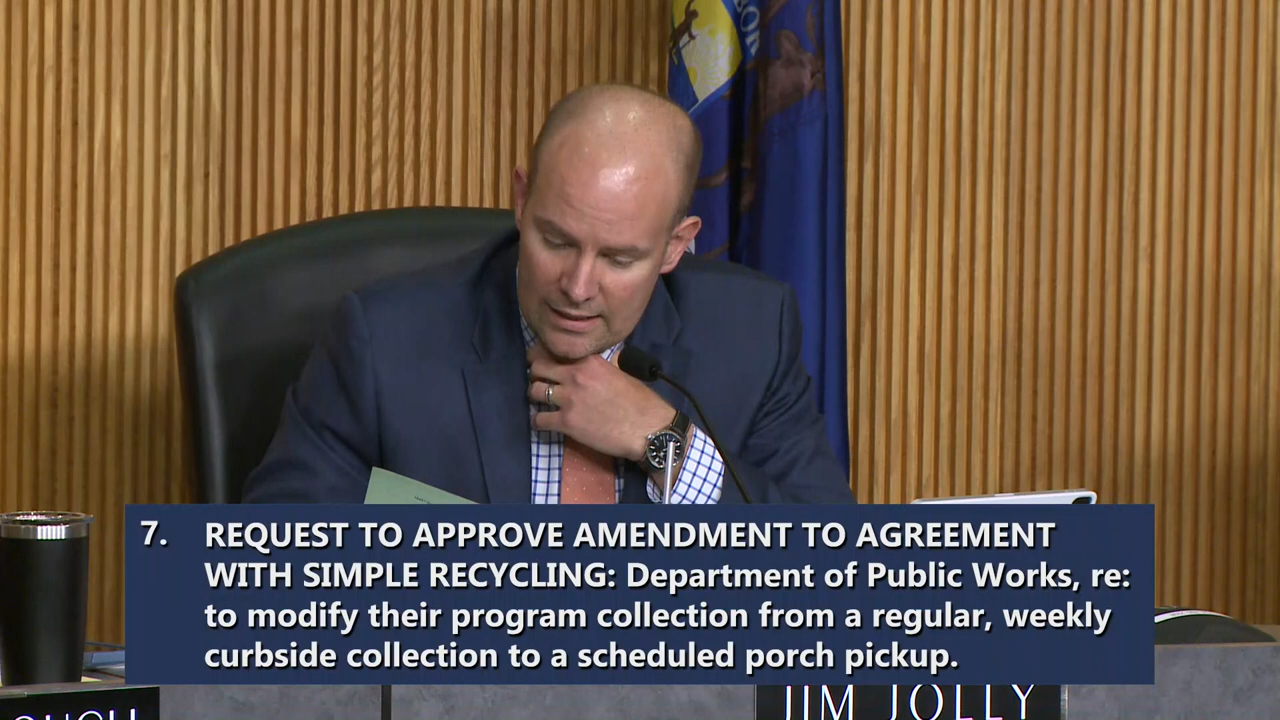 7. REQUEST TO APPROVE AMENDMENT TO AGREEMENT
WITH SIMPLE RECYCLING: Department of Public Works, re:
to modify their program collection from a regular, weekly
curbside collection to a scheduled porch pickup.
JIM JOLLY